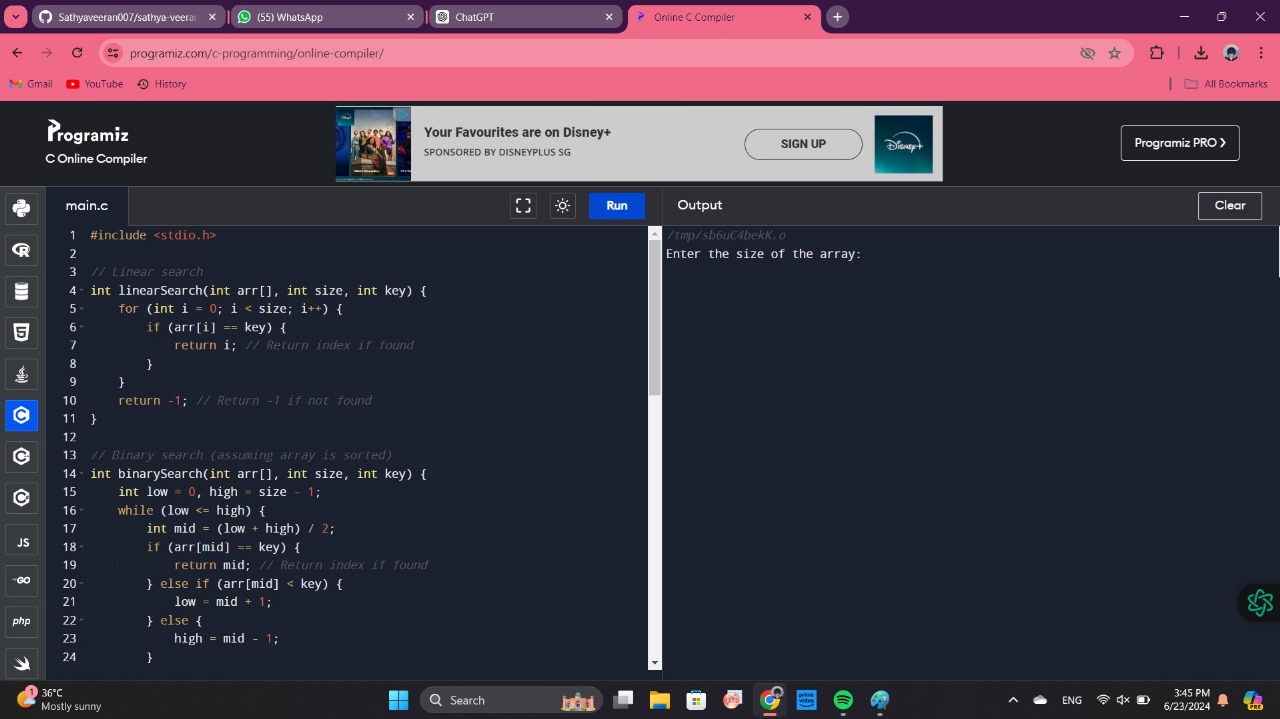 Sathyaveeran007/sathya-veeran
(55) WhatsApp
ChatGPT
Online C Compiler
programiz.com/c-programming/online-compiler/
Gmail
YouTube
History
All Bookmarks
Programiz
C Online Compiler
Your Favourites are on Disney+
SPONSORED BY DISNEYPLUS SG
SIGN UP
Disney+
Programiz PRO
main.c
Run
Output
Clear
1 #include <stdio.h>
2
3 // Linear search
4 int linearSearch(int arr[], int size, int key) {
5 for (int i = 0; i < size; i++) {
6 if (arr[i] == key) {
7 return i; // Return index if found
8 }
9 }
10 return -1; // Return -1 if not found
11 }
12
13 // Binary search (assuming array is sorted)
14 int binarySearch(int arr[], int size, int key) {
15 int low = 0, high = size - 1;
16 while (low <= high) {
17 int mid = (low + high) / 2;
18 if (arr[mid] == key) {
19 return mid; // Return index if found
20 } else if (arr[mid] < key) {
21 low = mid + 1;
22 } else {
23 high = mid - 1;
24 }
/tmp/sb6uC4bekK.o
Enter the size of the array:
JS
GO
php
1
36°C
Mostly sunny
Search
prime video
ENG
3:45 PM
6/23/2024
PRE